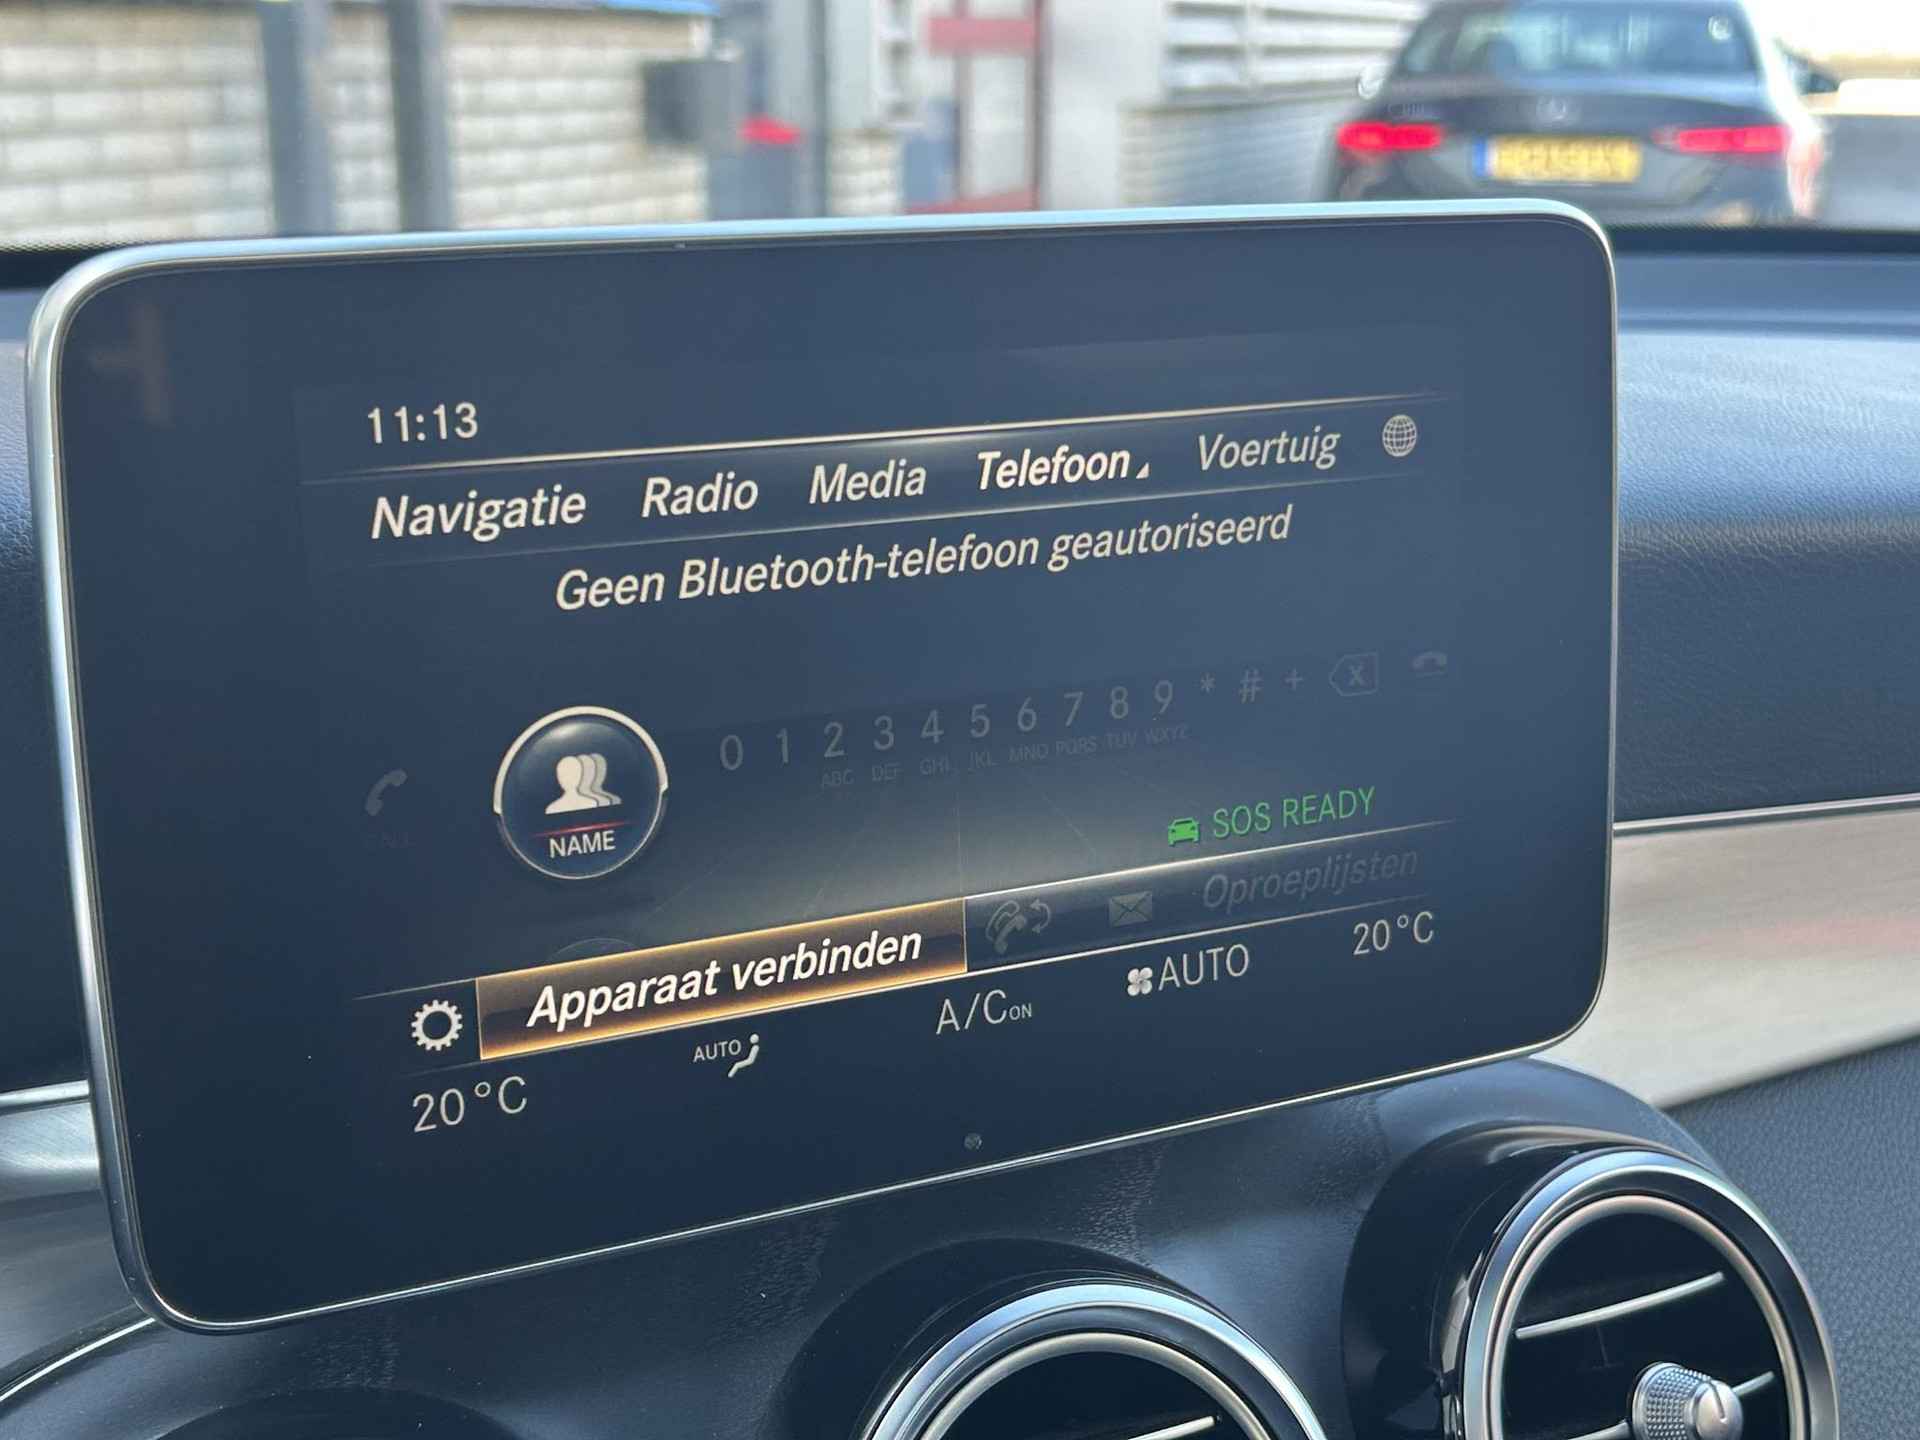 11:13
Navigatie Radio Media Telefoon Voertuig
Geen Bluetooth-telefoon geautoriseerd
0 1 2 3 4 5 6 7 8 9 * # +
ABC DEF GHI JKL MNO PQRS TUV WXYZ
CALL
NAME
SOS READY
Apparaat verbinden Oproeplijsten
20°C AUTO A/C ON AUTO 20°C